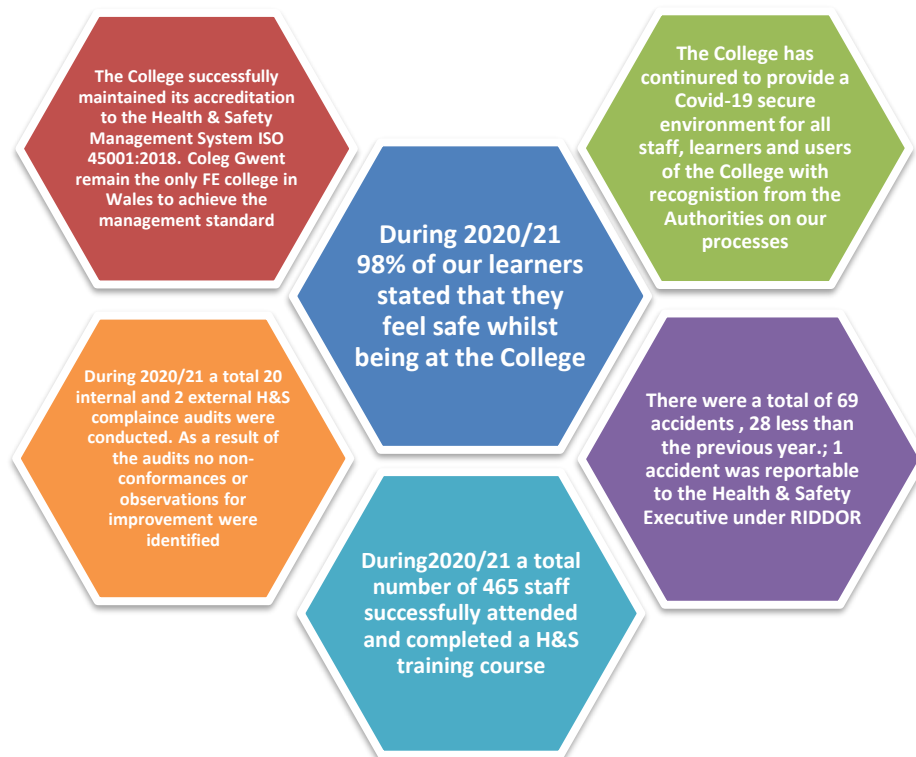 The College successfully
maintained its accreditation
to the Health & Safety
Management System ISO
45001:2018. Coleg Gwent
remain the only FE college in
Wales to achieve the
management standard
The College has
continured to provide a
Covid-19 secure
environment for all
staff, learners and users
of the College with
recognistion from the
Authorities on our
processes
During 2020/21
98% of our learners
stated that they
feel safe whilst
being at the College
During 2020/21 a total 20
internal and 2 external H&S
complaince audits were
conducted. As a result of
the audits no non-
conformances or
observations for
improvement were
identified
There were a total of 69
accidents , 28 less than
the previous year.; 1
accident was reportable
to the Health & Safety
Executive under RIDDOR
During2020/21 a total
number of 465 staff
successfully attended
and completed a H&S
training course